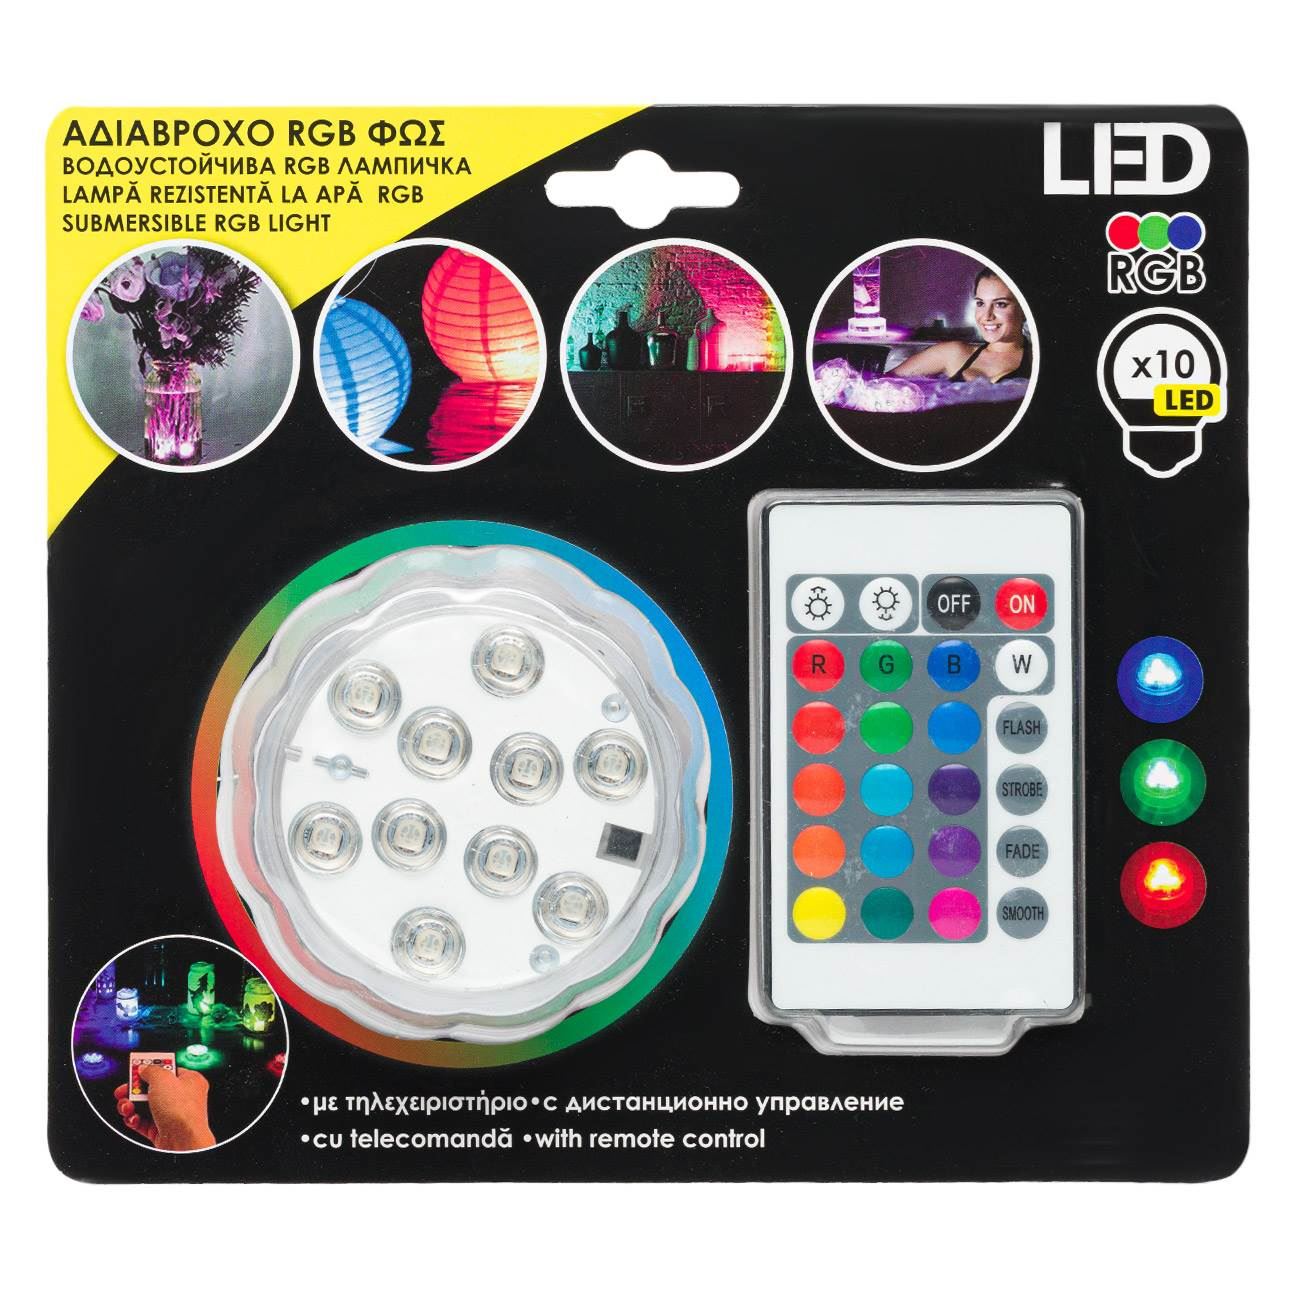 ΑΔΙΑΒΡΟΧΟ RGB ΦΩΣ
ВОДОУСТОЙЧИВА RGB ЛАМПИЧКА
LAMPĂ REZISTENTĂ LA APĂ RGB
SUBMERSIBLE RGB LIGHT
LED
RGB
x10
LED
OFF ON
R G B W
FLASH
STROBE
FADE
SMOOTH
•με τηλεχειριστήριο •с дистанционно управление
•cu telecomandă •with remote control